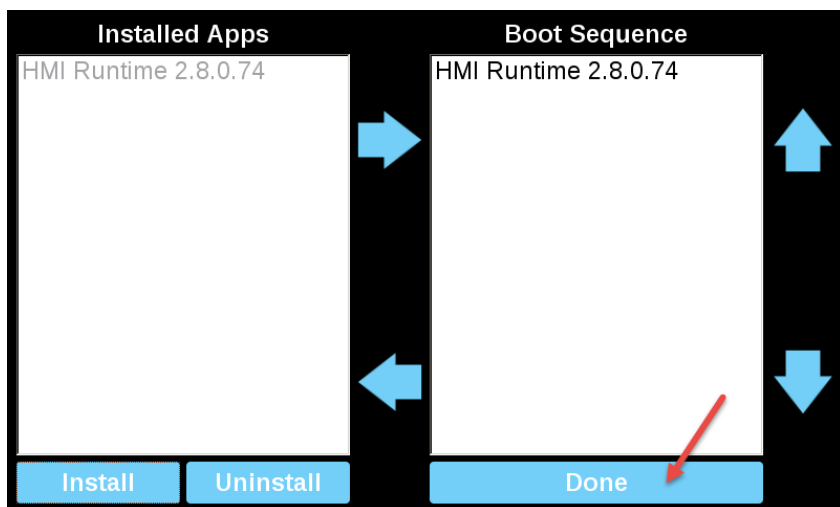 Installed Apps
HMI Runtime 2.8.0.74
Install
Uninstall
Boot Sequence
HMI Runtime 2.8.0.74
Done